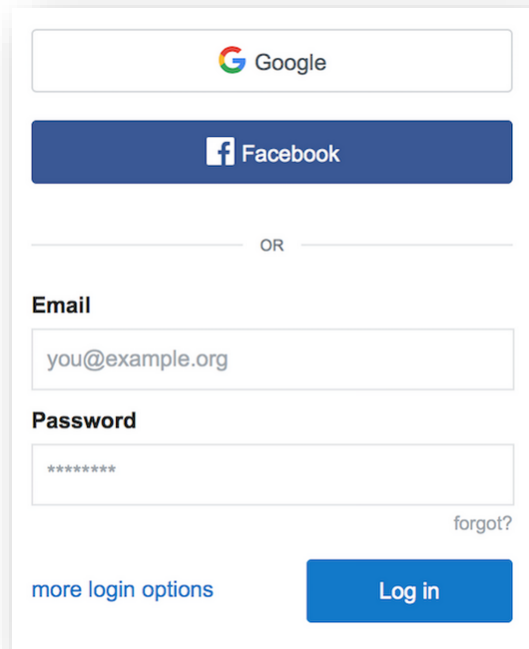 Google
Facebook
OR
Email
you@example.org
Password
********
forgot?
more login options
Log in